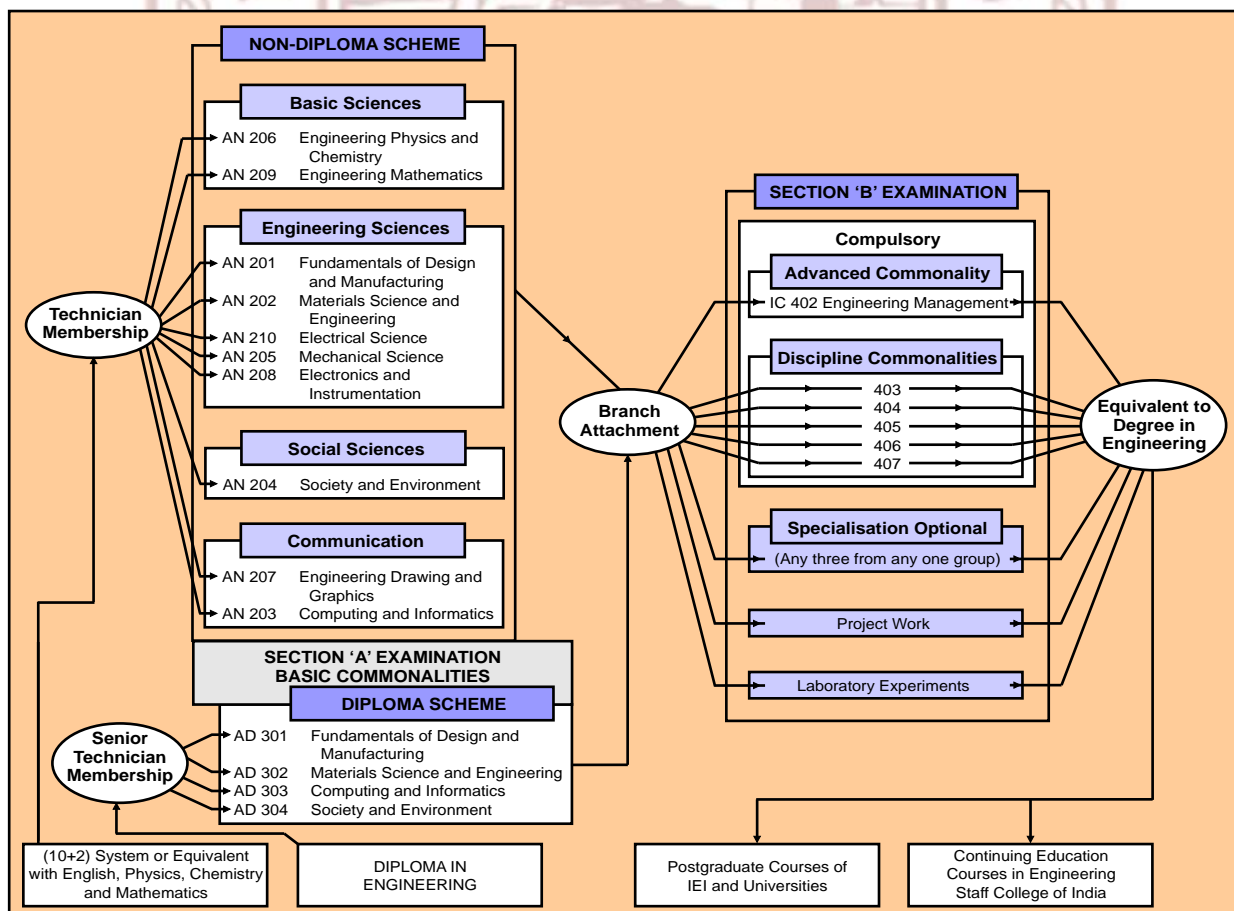 NON-DIPLOMA SCHEME
Basic Sciences
AN 206 Engineering Physics and
Chemistry
AN 209 Engineering Mathematics
Engineering Sciences
AN 201 Fundamentals of Design
and Manufacturing
AN 202 Materials Science and
Engineering
AN 210 Electrical Science
AN 205 Mechanical Science
AN 208 Electronics and
Instrumentation
Social Sciences
AN 204 Society and Environment
Communication
AN 207 Engineering Drawing and
Graphics
AN 203 Computing and Informatics
Technician
Membership
SECTION ‘A’ EXAMINATION
BASIC COMMONALITIES
DIPLOMA SCHEME
AD 301 Fundamentals of Design and
Manufacturing
AD 302 Materials Science and Engineering
AD 303 Computing and Informatics
AD 304 Society and Environment
Senior
Technician
Membership
(10+2) System or Equivalent
with English, Physics, Chemistry
and Mathematics
DIPLOMA IN
ENGINEERING
Branch
Attachment
SECTION ‘B’ EXAMINATION
Compulsory
Advanced Commonality
IC 402 Engineering Management
Discipline Commonalities
403
404
405
406
407
Specialisation Optional
(Any three from any one group)
Project Work
Laboratory Experiments
Equivalent to
Degree in
Engineering
Postgraduate Courses of
IEI and Universities
Continuing Education
Courses in Engineering
Staff College of India